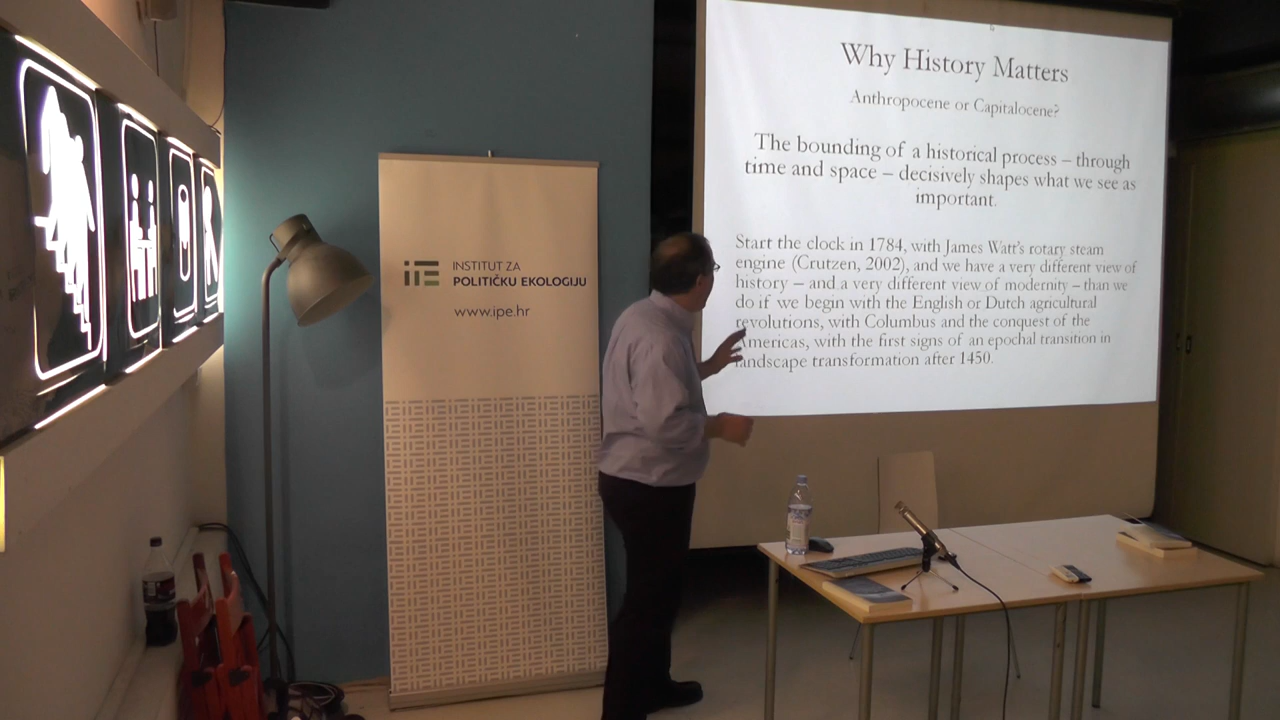 Why History Matters
Anthropocene or Capitalocene?
The bounding of a historical process – through
time and space – decisively shapes what we see as
important.
Start the clock in 1784, with James Watt's rotary steam
engine (Crutzen, 2002), and we have a very different view of
history – and a very different view of modernity – than we
do if we begin with the English or Dutch agricultural
revolutions, with Columbus and the conquest of the
Americas, with the first signs of an epochal transition in
landscape transformation after 1450.
INSTITUT ZA
POLITIČKU EKOLOGIJU
www.ipe.hr